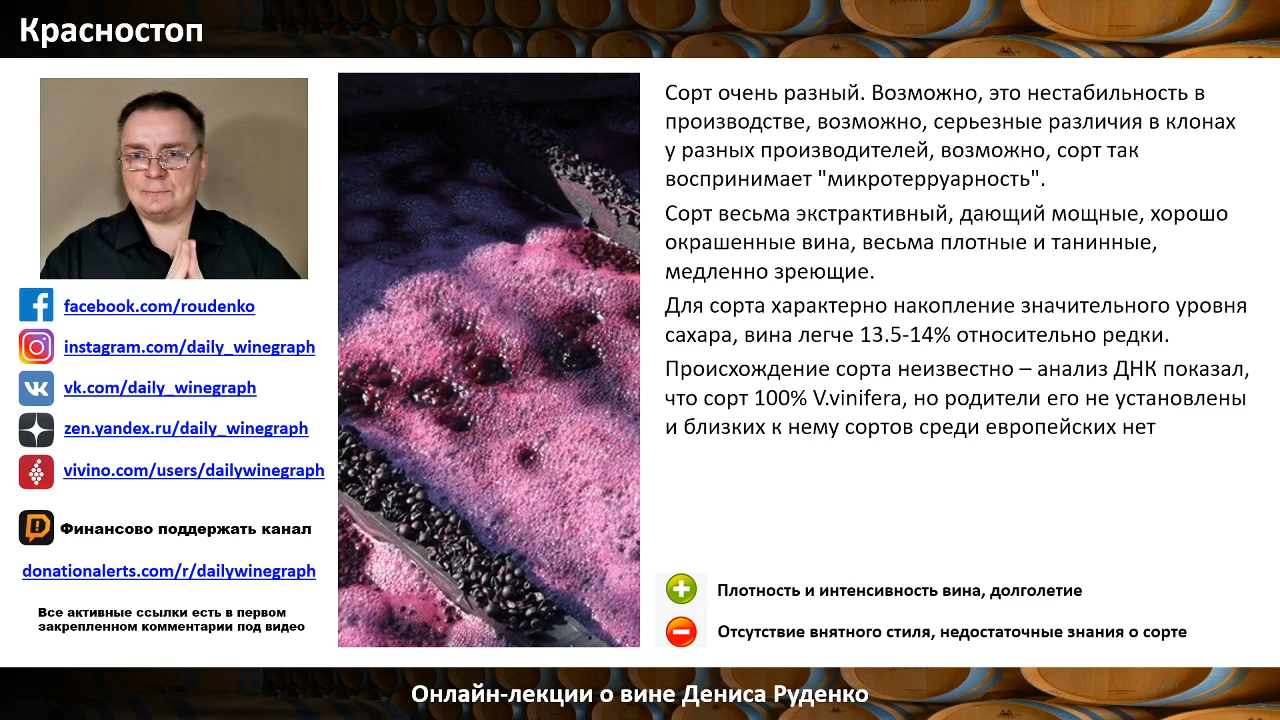 Красностоп
Сорт очень разный. Возможно, это нестабильность в
производстве, возможно, серьезные различия в клонах
у разных производителей, возможно, сорт так
воспринимает "микротерруарность".
Сорт весьма экстрактивный, дающий мощные, хорошо
окрашенные вина, весьма плотные и танинные,
медленно зреющие.
Для сорта характерно накопление значительного уровня
сахара, вина легче 13.5-14% относительно редки.
Происхождение сорта неизвестно – анализ ДНК показал,
что сорт 100% V.vinifera, но родители его не установлены
и близких к нему сортов среди европейских нет
facebook.com/roudenko
instagram.com/daily_winegraph
vk.com/daily_winegraph
zen.yandex.ru/daily_winegraph
vivino.com/users/dailywinegraph
Финансово поддержать канал
donationalerts.com/r/dailywinegraph
Все активные ссылки есть в первом
закрепленном комментарии под видео
Плотность и интенсивность вина, долголетие
Отсутствие внятного стиля, недостаточные знания о сорте
Онлайн-лекции о вине Дениса Руденко